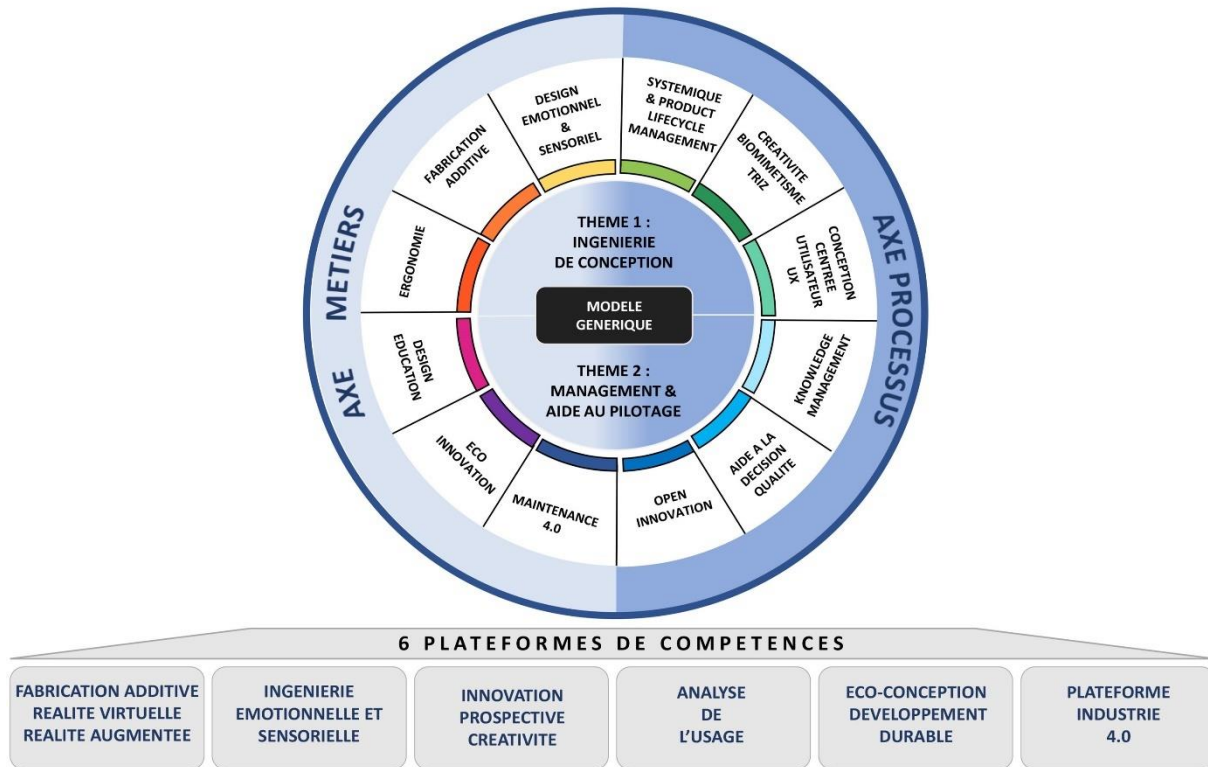 AXE METIERS
AXE PROCESSUS
DESIGN
EMOTIONNEL
&
SENSORIEL
SYSTEMIQUE
& PRODUCT
LIFECYCLE
MANAGEMENT
CREATIVITE
BIOMIMETISME
TRIZ
CONCEPTION
CENTREE
UTILISATEUR
UX
KNOWLEDGE
MANAGEMENT
AIDE A LA
DECISION
QUALITE
OPEN
INNOVATION
MAINTENANCE
4.0
ECO
INNOVATION
DESIGN
EDUCATION
ERGONOMIE
FABRICATION
ADDITIVE
THEME 1 :
INGENIERIE
DE CONCEPTION
MODELE
GENERIQUE
THEME 2 :
MANAGEMENT &
AIDE AU PILOTAGE
6 PLATEFORMES DE COMPETENCES
FABRICATION ADDITIVE
REALITE VIRTUELLE
REALITE AUGMENTEE
INGENIERIE
EMOTIONNELLE ET
SENSORIELLE
INNOVATION
PROSPECTIVE
CREATIVITE
ANALYSE
DE
L’USAGE
ECO-CONCEPTION
DEVELOPPEMENT
DURABLE
PLATEFORME
INDUSTRIE
4.0